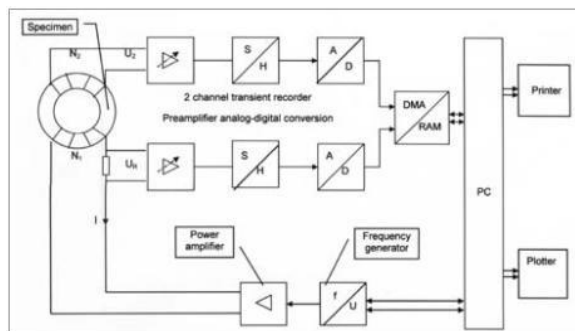 Specimen
N₂
U₂
S
H
A
D
2 channel transient recorder
Preamplifier analog-digital conversion
DMA
RAM
Printer
N₁
U_R
S
H
A
D
PC
I
Power
amplifier
Frequency
generator
Plotter
f
U